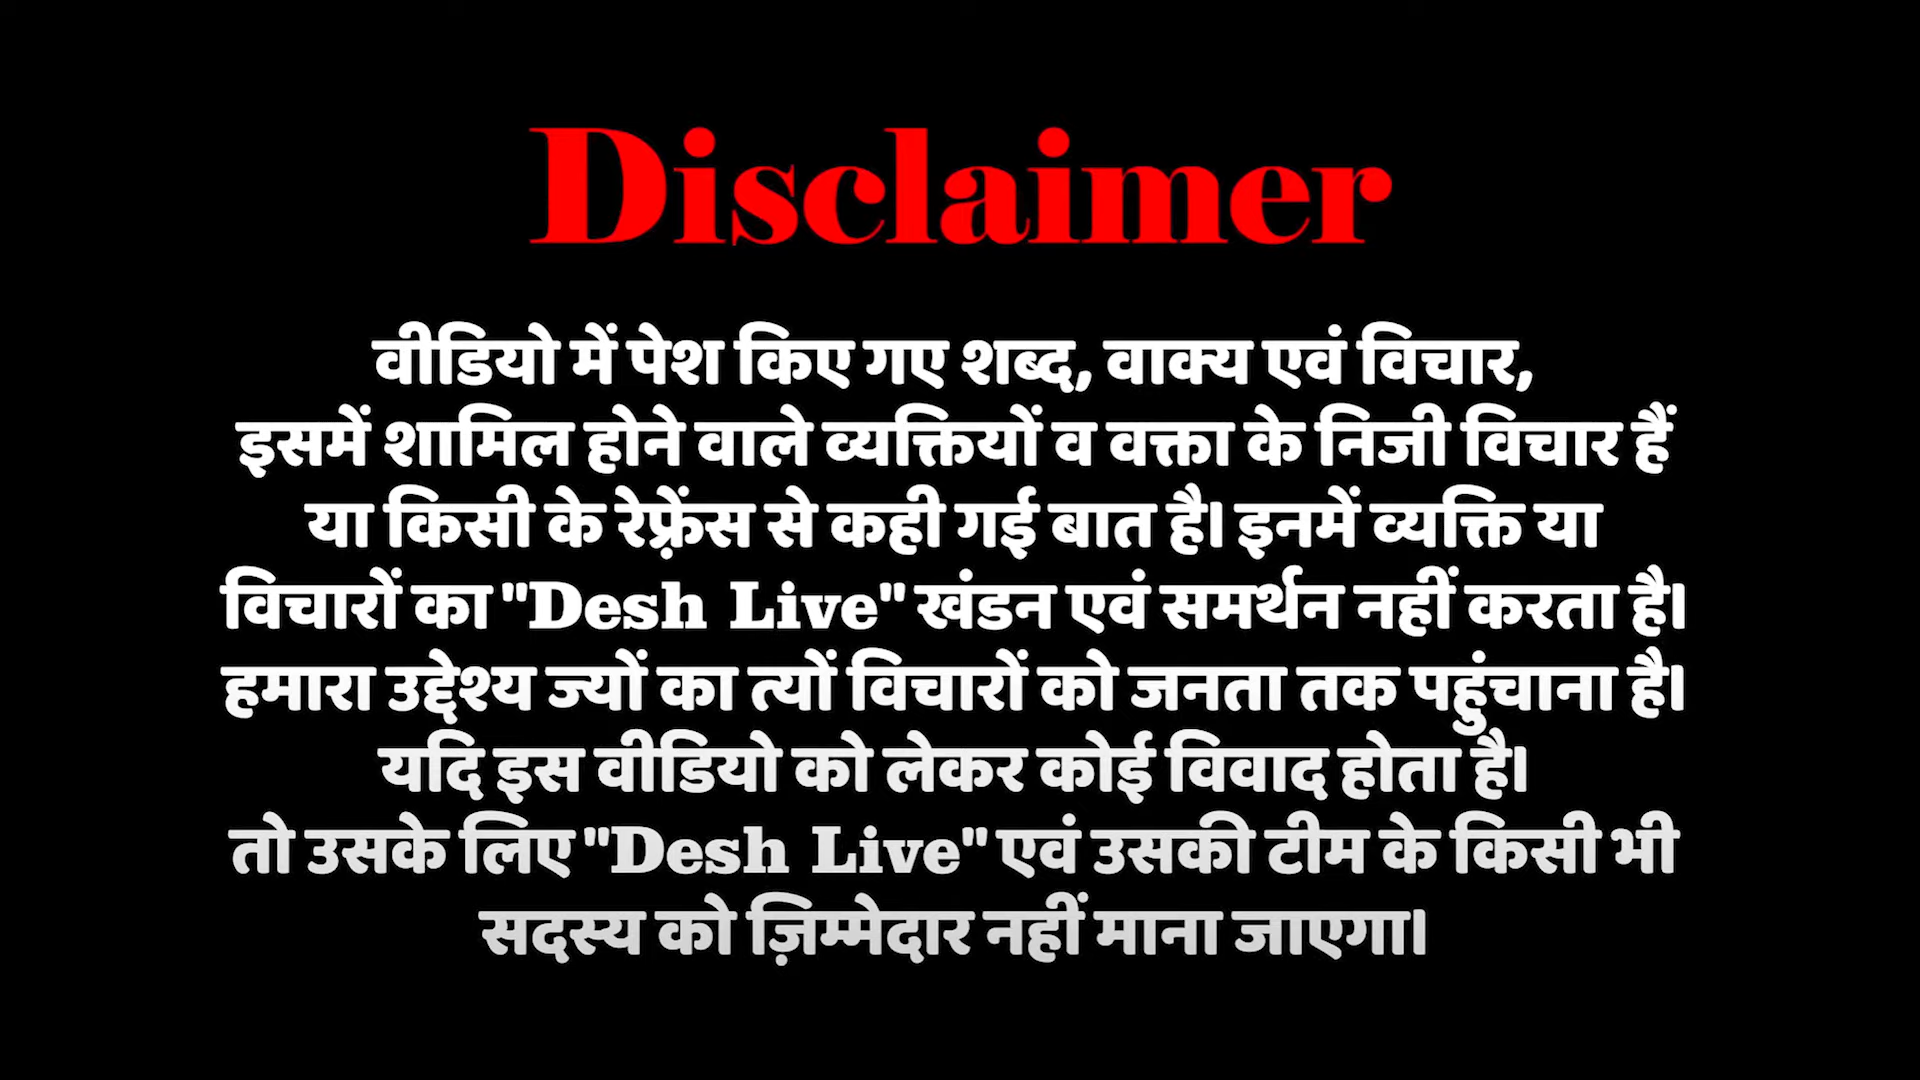 Disclaimer
वीडियो में पेश किए गए शब्द, वाक्य एवं विचार,
इसमें शामिल होने वाले व्यक्तियों व वक्ता के निजी विचार हैं
या किसी के रेफ़्रेंस से कही गई बात है। इनमें व्यक्ति या
विचारों का "Desh Live" खंडन एवं समर्थन नहीं करता है।
हमारा उद्देश्य ज्यों का त्यों विचारों को जनता तक पहुंचाना है।
यदि इस वीडियो को लेकर कोई विवाद होता है।
तो उसके लिए "Desh Live" एवं उसकी टीम के किसी भी
सदस्य को ज़िम्मेदार नहीं माना जाएगा।